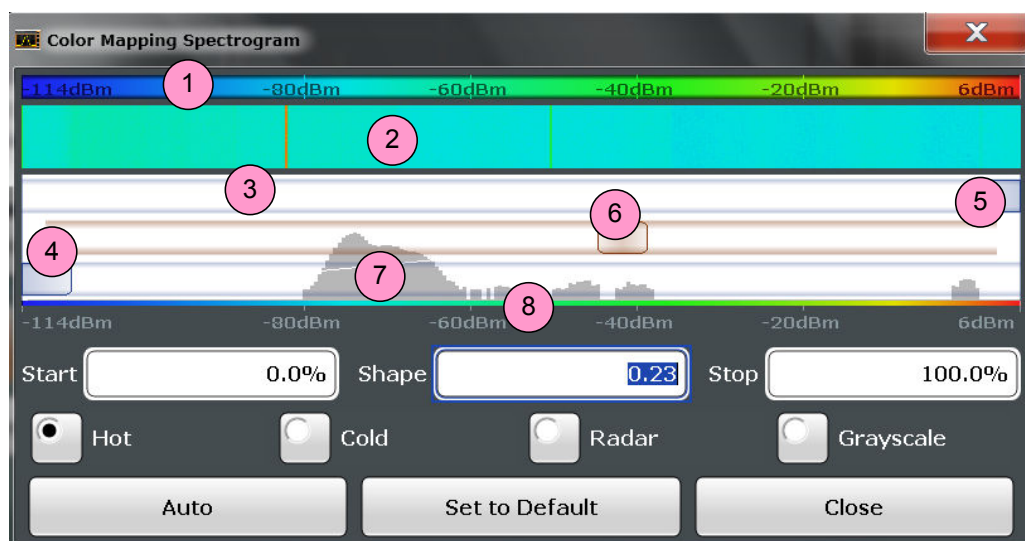 Color Mapping Spectrogram
X
-114dBm 1 -80dBm -60dBm -40dBm -20dBm 6dBm
2
3
5
6
4
7
8
-114dBm -80dBm -60dBm -40dBm -20dBm 6dBm
Start 0.0% Shape 0.23 Stop 100.0%
Hot Cold Radar Grayscale
Auto Set to Default Close